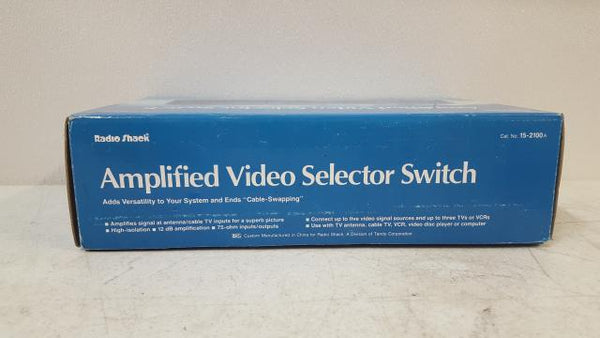 Radio Shack
Cat. No. 15-2100A
Amplified Video Selector Switch
Adds Versatility to Your System and Ends "Cable-Swapping"
■ Amplifies signal at antenna/cable TV inputs for a superb picture
■ High-isolation ■ 12 dB amplification ■ 75-ohm inputs/outputs
■ Connect up to five video signal sources and up to three TVs or VCRs
■ Use with TV antenna, cable TV, VCR, video disc player or computer
Custom Manufactured in China for Radio Shack, A Division of Tandy Corporation